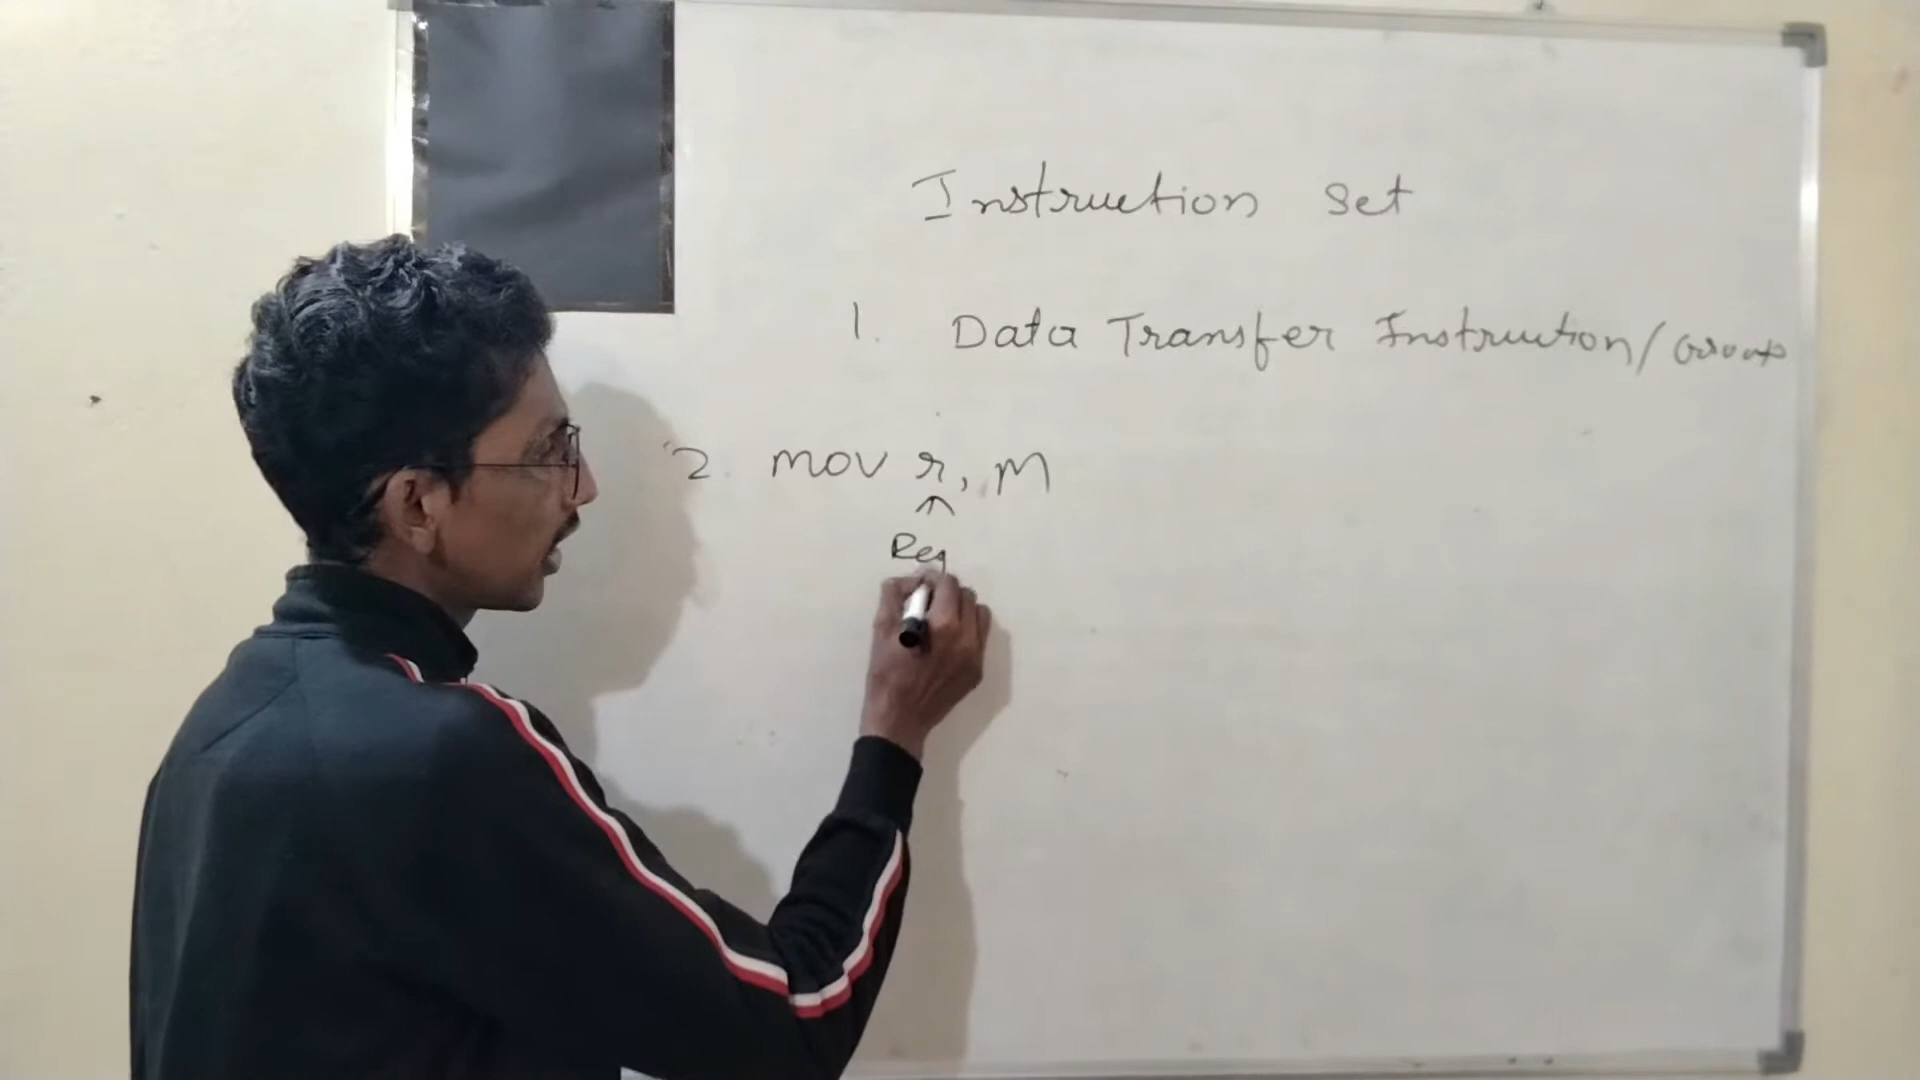 Instruction set
1. Data Transfer Instruction/Group
2. mov r, M
Reg